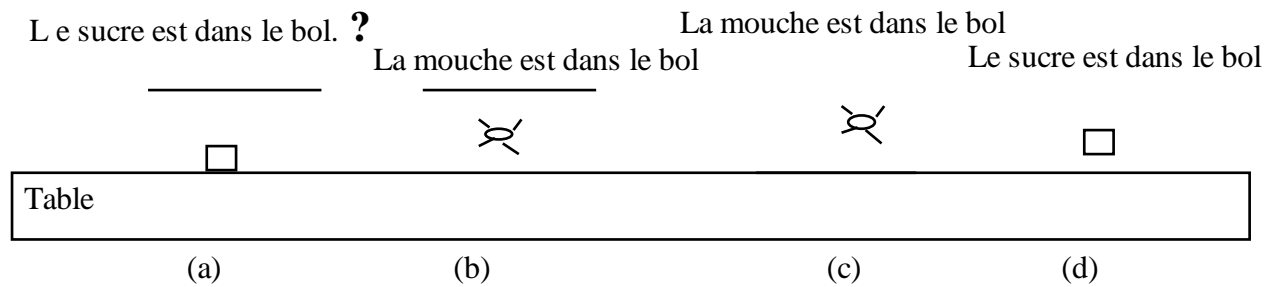 L e sucre est dans le bol. ?
La mouche est dans le bol
La mouche est dans le bol
Le sucre est dans le bol
Table
(a) (b) (c) (d)